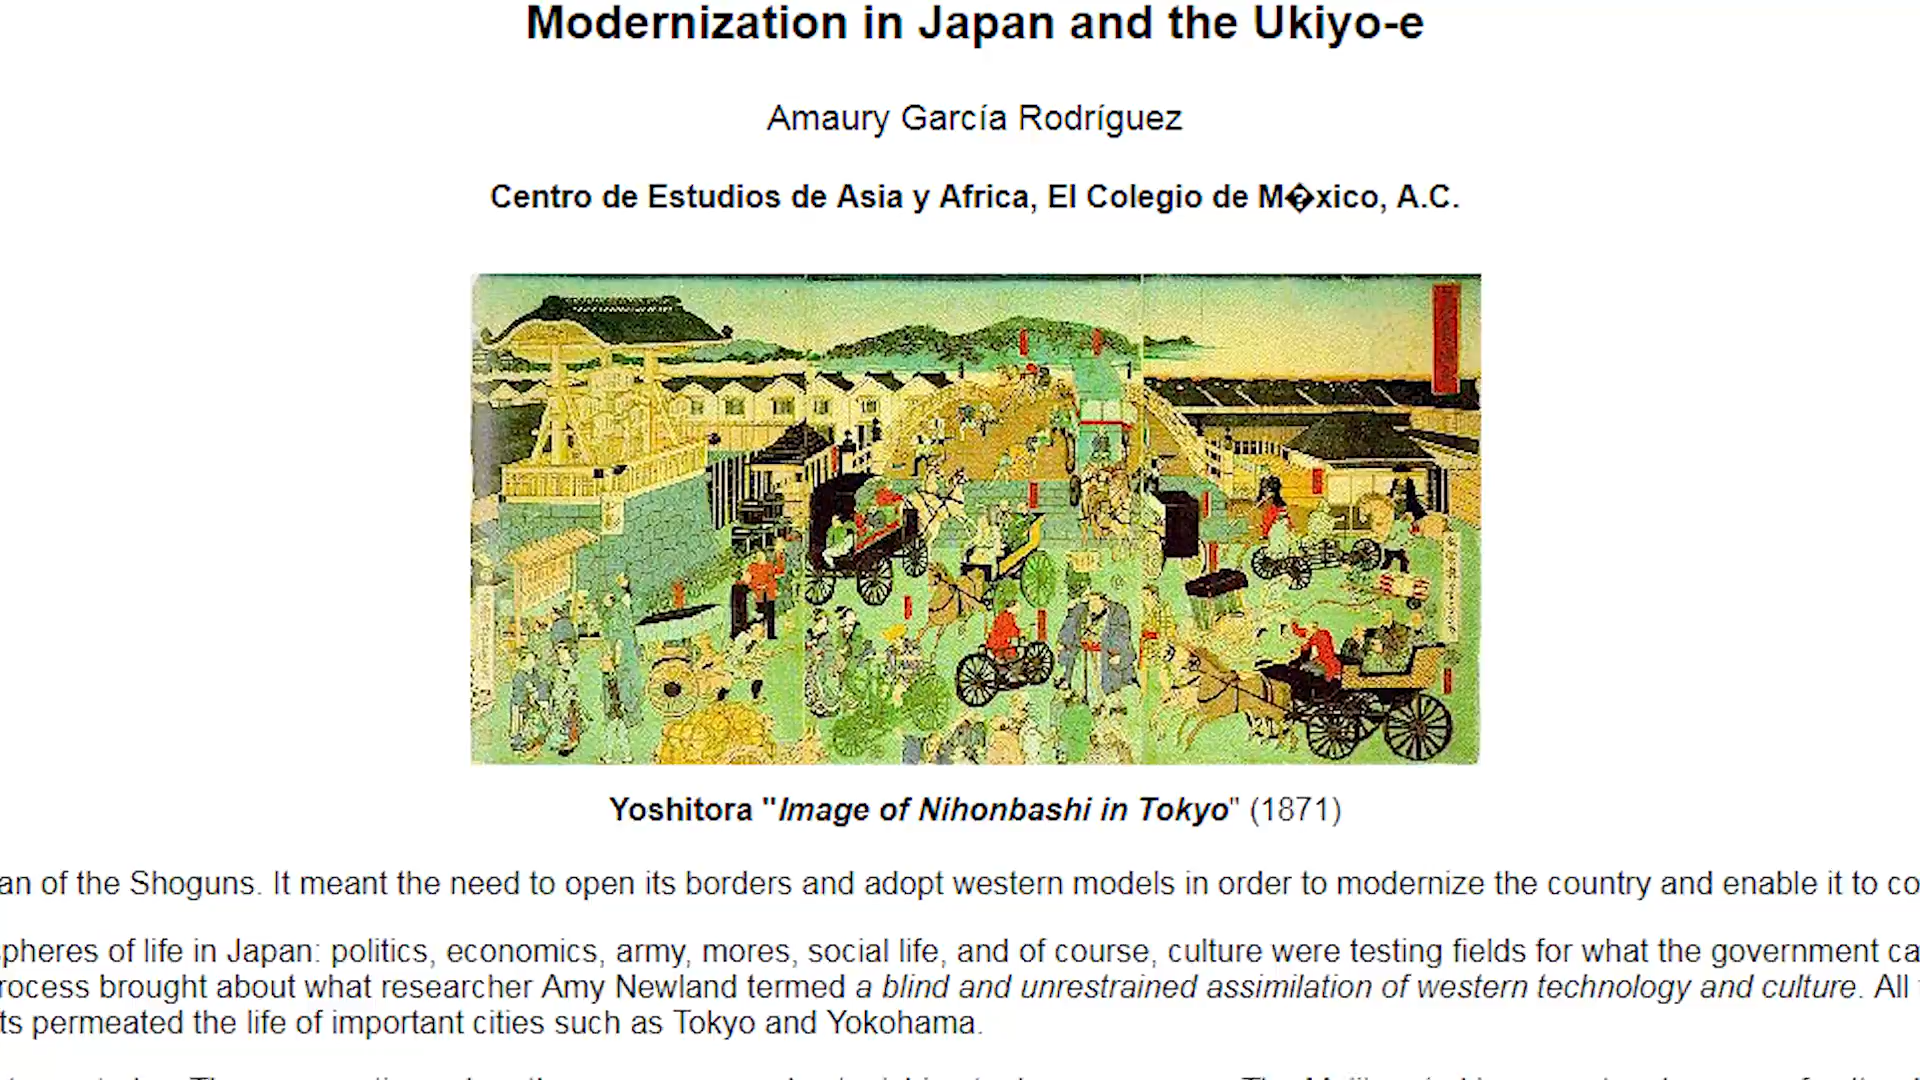 Modernization in Japan and the Ukiyo-e
Amaury García Rodríguez
Centro de Estudios de Asia y Africa, El Colegio de M�xico, A.C.
Yoshitora "Image of Nihonbashi in Tokyo" (1871)
an of the Shoguns. It meant the need to open its borders and adopt western models in order to modernize the country and enable it to co
pheres of life in Japan: politics, economics, army, mores, social life, and of course, culture were testing fields for what the government ca
rocess brought about what researcher Amy Newland termed a blind and unrestrained assimilation of western technology and culture. All
ts permeated the life of important cities such as Tokyo and Yokohama.